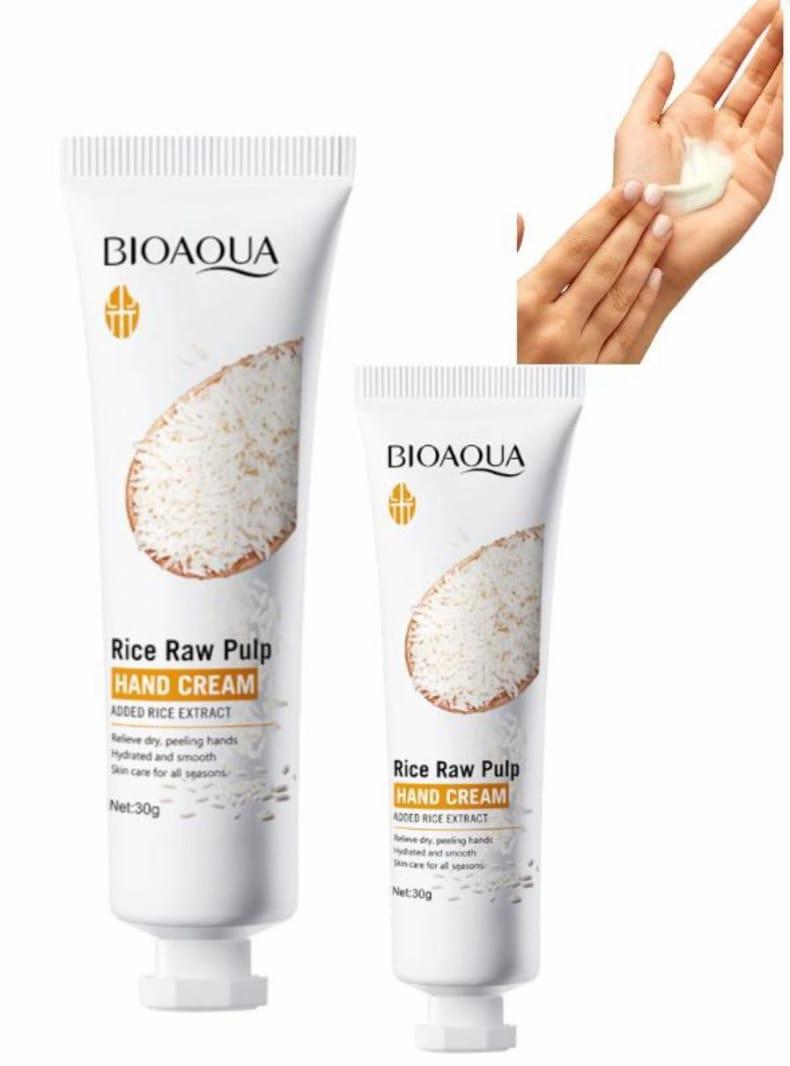 BIOAQUA
Rice Raw Pulp
HAND CREAM
ADDED RICE EXTRACT
Relieve dry, peeling hands
Hydrated and smooth
Skin care for all seasons
Net:30g
BIOAQUA
Rice Raw Pulp
HAND CREAM
ADDED RICE EXTRACT
Relieve dry, peeling hands
Hydrated and smooth
Skin care for all seasons
Net:30g